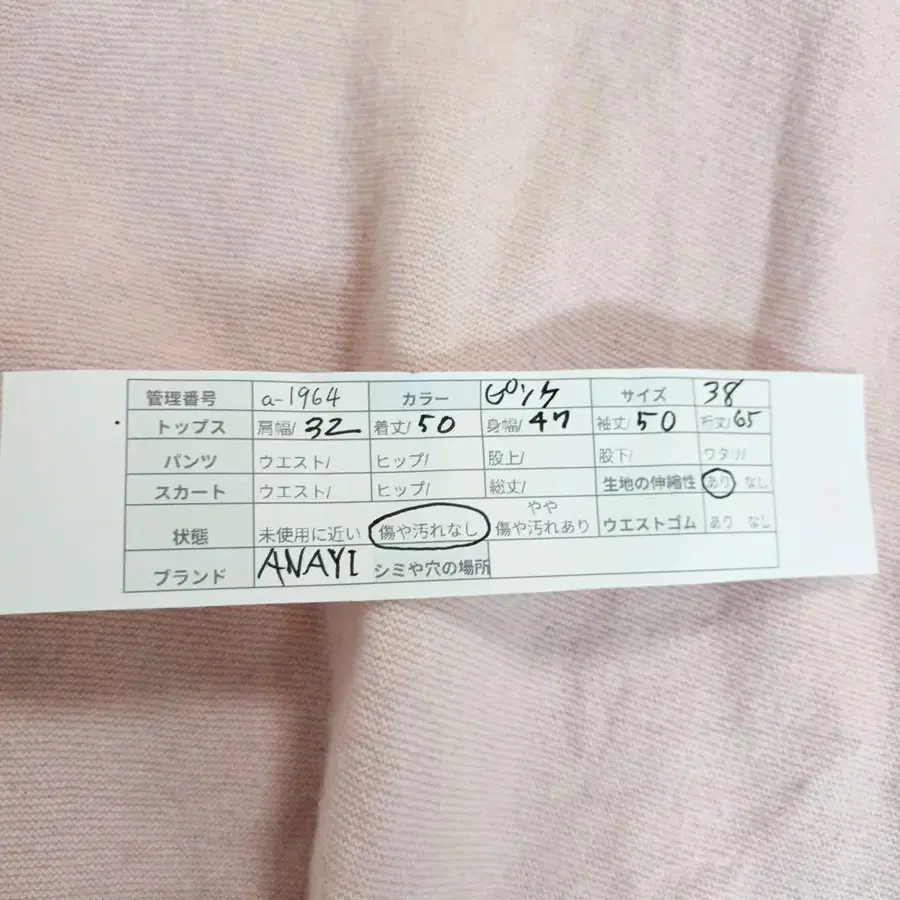 管理番号 a-1964 カラー ピンク サイズ 38
トップス 肩幅/ 32 着丈/ 50 身幅/ 47 袖丈/ 50 裄丈/ 65
パンツ ウエスト/ ヒップ/ 股上/ 股下/ ワタリ/
スカート ウエスト/ ヒップ/ 総丈/ 生地の伸縮性 あり なし
状態 未使用に近い 傷や汚れなし やや傷や汚れあり ウエストゴム あり なし
ブランド ANAYI シミや穴の場所